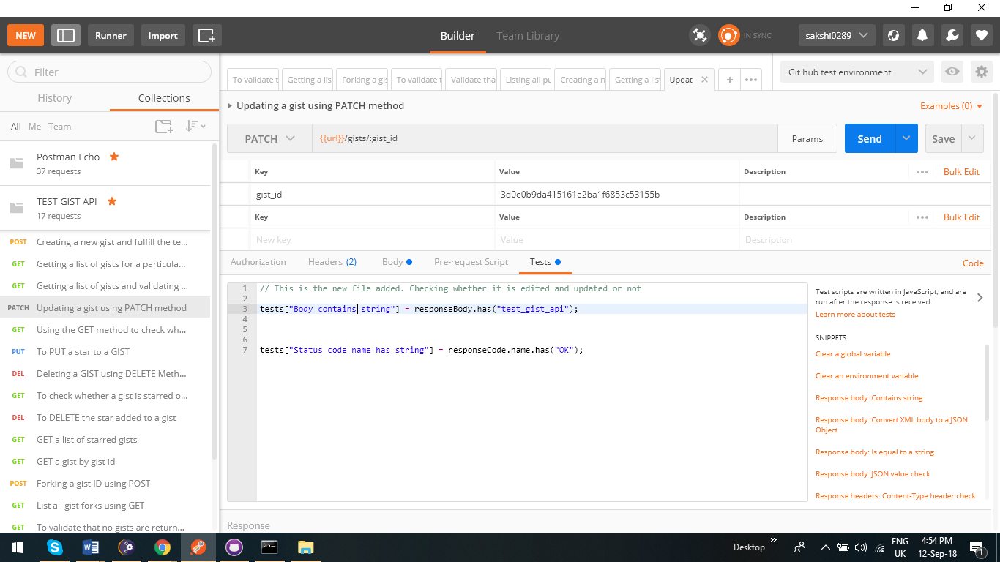 NEW
Runner
Import
Builder
Team Library
IN SYNC
sakshi0289
Filter
History
Collections
All Me Team
Postman Echo
37 requests
TEST GIST API
17 requests
POST Creating a new gist and fulfill the te...
GET Getting a list of gists for a particula...
GET Getting a list of gists and validating ...
PATCH Updating a gist using PATCH method
GET Using the GET method to check wh...
PUT To PUT a star to a GIST
DEL Deleting a GIST using DELETE Meth...
GET To check whether a gist is starred o...
DEL To DELETE the star added to a gist
GET GET a list of starred gists
GET GET a gist by gist id
POST Forking a gist ID using POST
GET List all gist forks using GET
GET To validate that no gists are return...
To validate t
Getting a lis
Forking a gis
To validate t
Validate tha
Listing all pu
Creating a n
Getting a lis
Updat
Git hub test environment
Updating a gist using PATCH method
Examples (0)
PATCH
{{url}}/gists/:gist_id
Params
Send
Save
Key Value Description Bulk Edit
gist_id 3d0e0b9da415161e2ba1f6853c53155b
Key Value Description Bulk Edit
New key Value Description
Authorization Headers (2) Body Pre-request Script Tests Code
1 // This is the new file added. Checking whether it is edited and updated or not
2
3 tests["Body contains string"] = responseBody.has("test_gist_api");
4
5
6
7 tests["Status code name has string"] = responseCode.name.has("OK");
Test scripts are written in JavaScript, and are
run after the response is received.
Learn more about tests
SNIPPETS
Clear a global variable
Clear an environment variable
Response body: Contains string
Response body: Convert XML body to a JSON
Object
Response body: Is equal to a string
Response body: JSON value check
Response headers: Content-Type header check
Response
Desktop
ENG
UK
4:54 PM
12-Sep-18
1